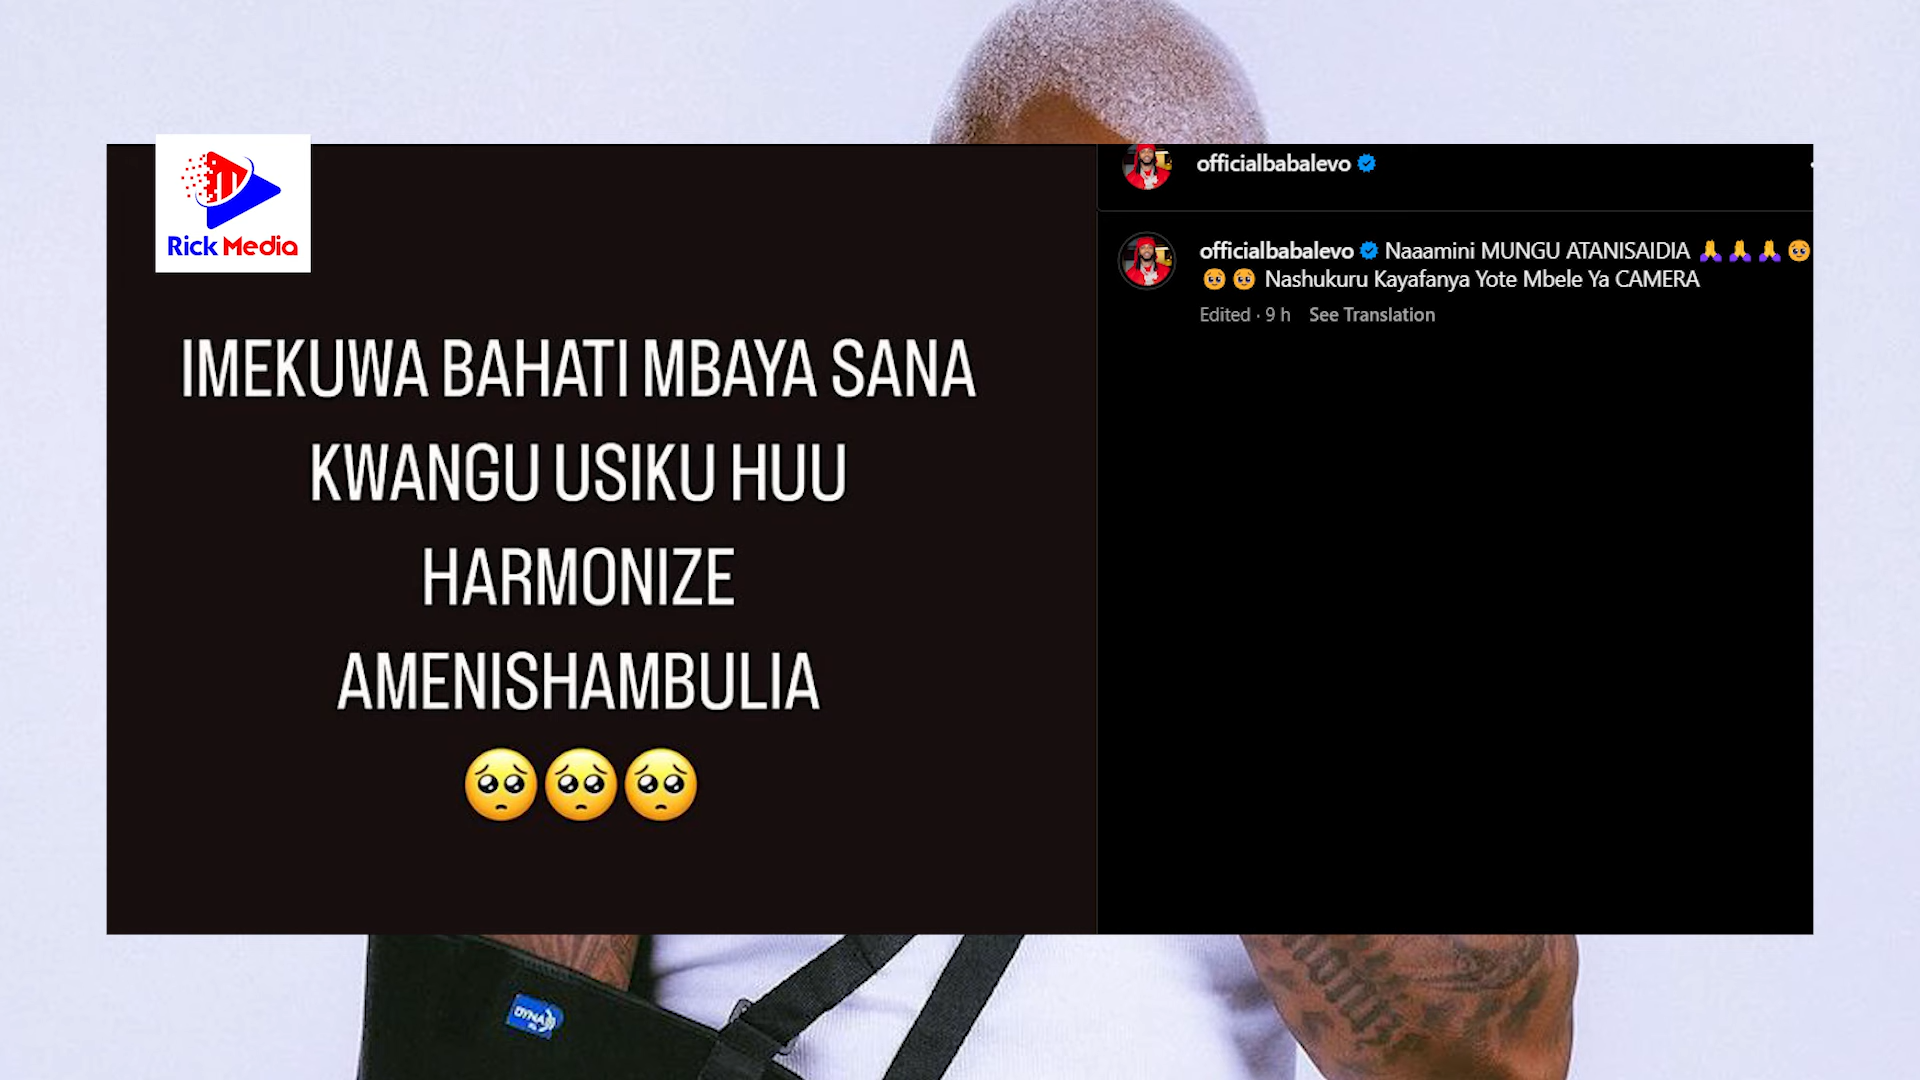 Rick Media
IMEKUWA BAHATI MBAYA SANA
KWANGU USIKU HUU
HARMONIZE
AMENISHAMBULIA
🥺🥺🥺
officialbabalevo
officialbabalevo Naaamini MUNGU ATANISAIDIA 🙏🙏🙏🥺
🥺🥺 Nashukuru Kayafanya Yote Mbele Ya CAMERA
Edited · 9 h See Translation
DYNA